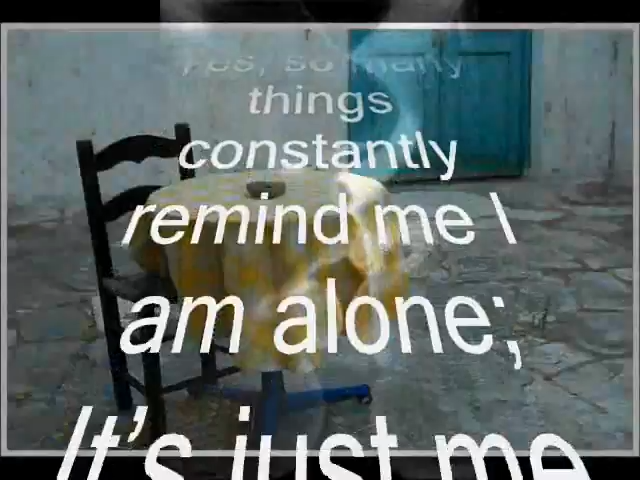 things
constantly
remind me I
am alone;
It's just me